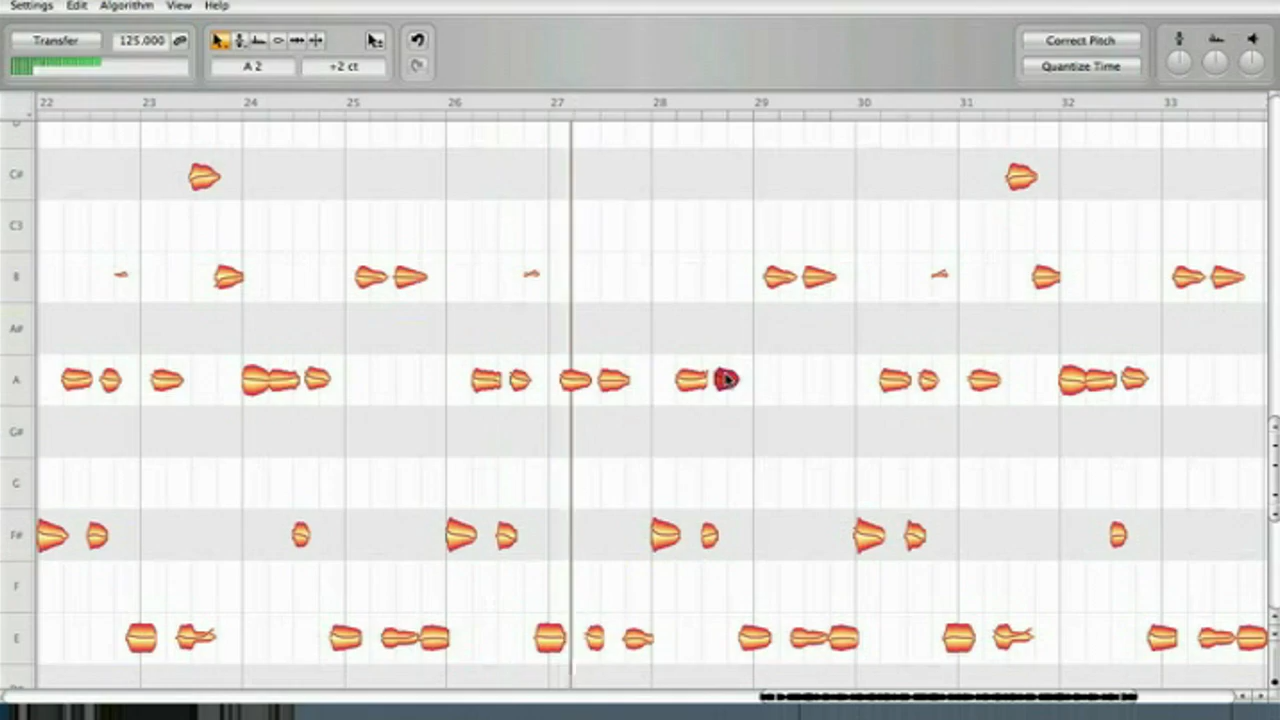 Settings Edit Algorithm View Help
Transfer 125.000 Correct Pitch
A 2 +2 ct Quantize Time
22 23 24 25 26 27 28 29 30 31 32 33
C#
C3
B
A#
A
G#
G
F#
F
E